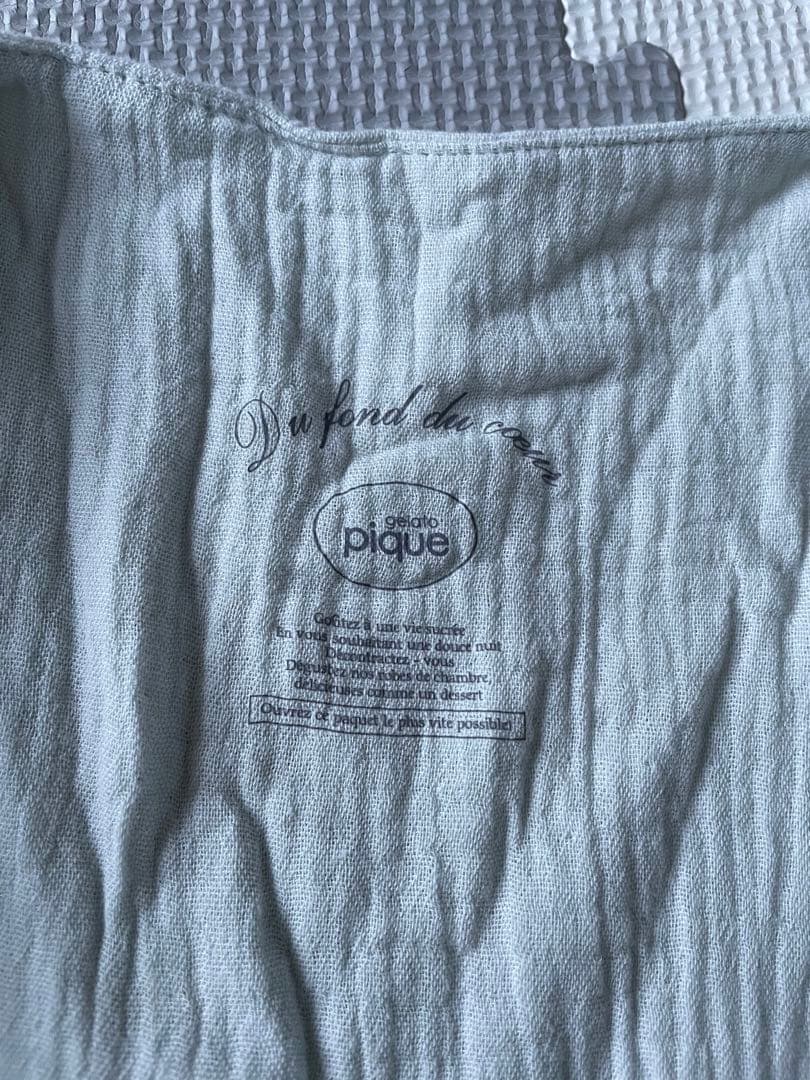 Du fond du cœur
gelato
pique
Goûtez à une vie sucrée
En vous souhaitant une douce nuit
Décontractez - vous
Dégustez nos robes de chambre,
délicieuses comme un dessert
Ouvrez ce paquet le plus vite possible!